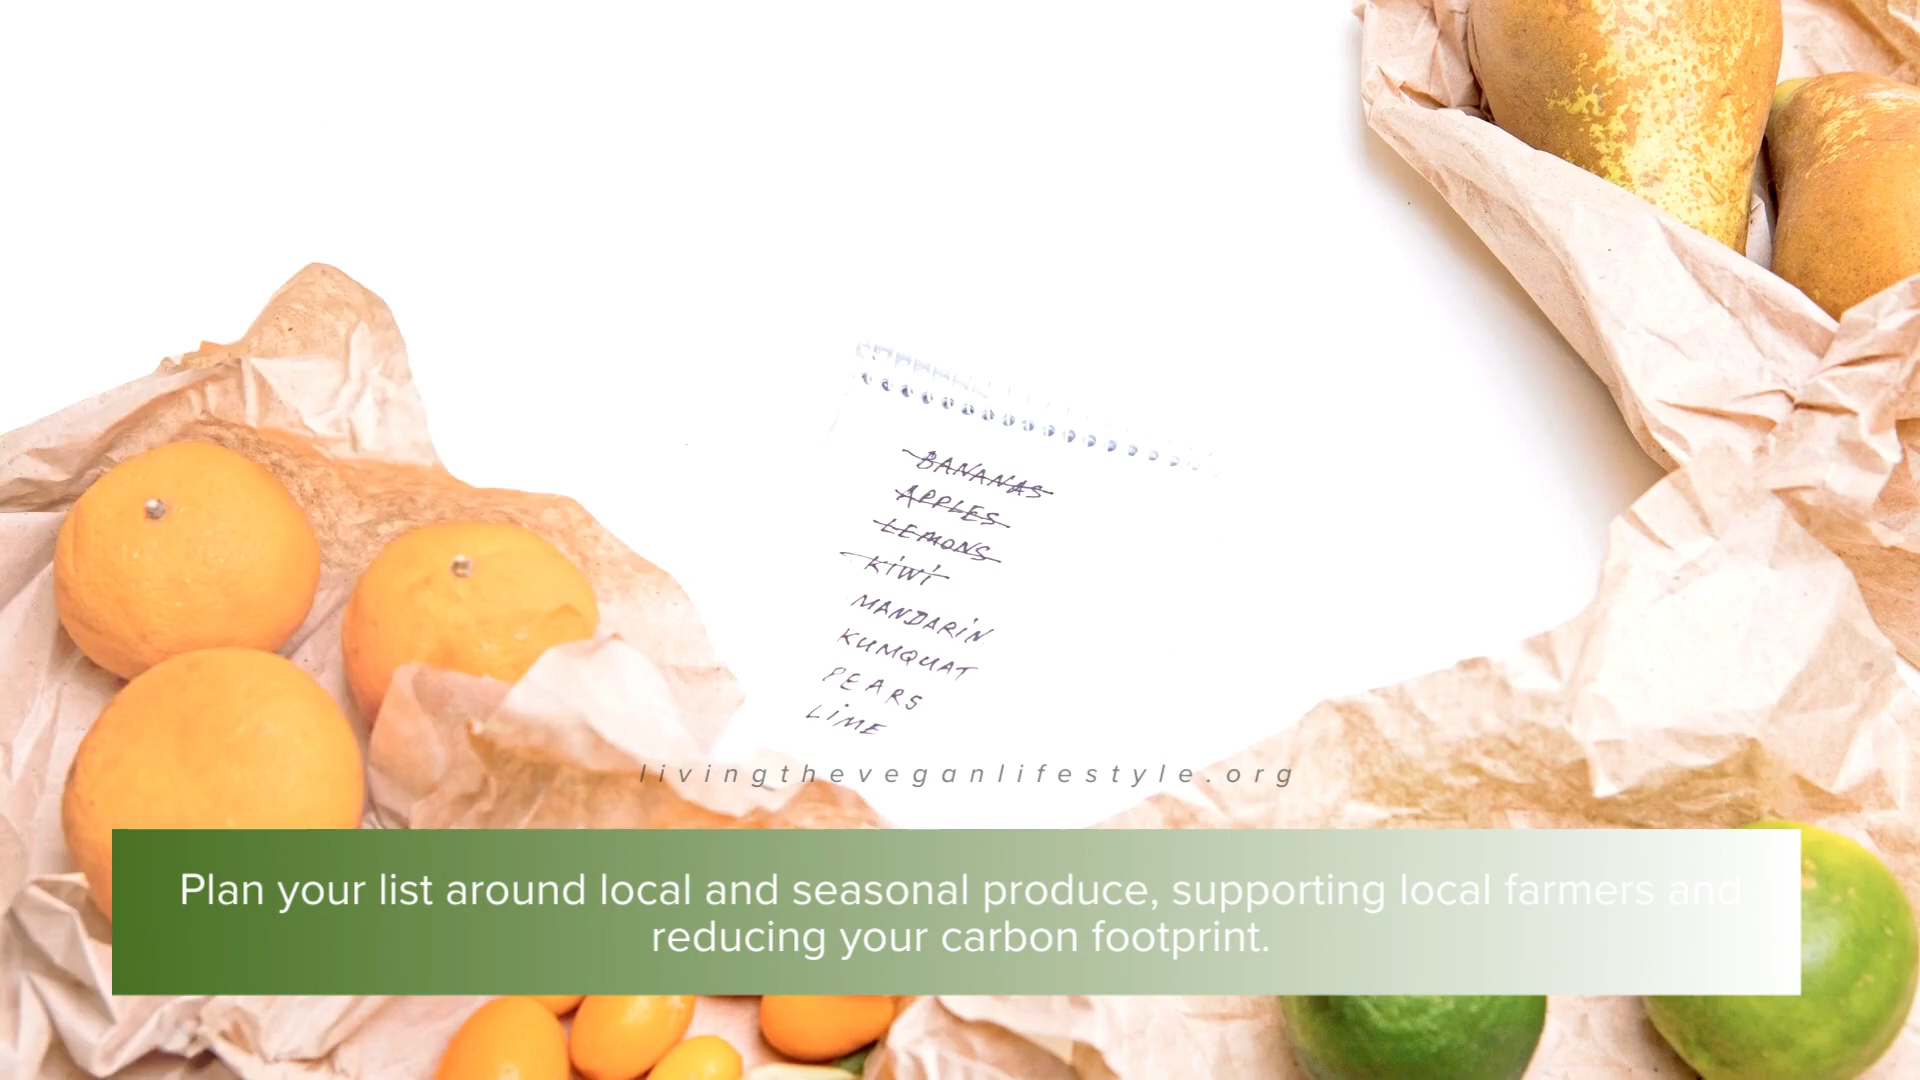 BANANAS
APPLES
LEMONS
KIWI
MANDARIN
KUMQUAT
PEARS
LIME
livingtheveganlifestyle.org
Plan your list around local and seasonal produce, supporting local farmers and
reducing your carbon footprint.